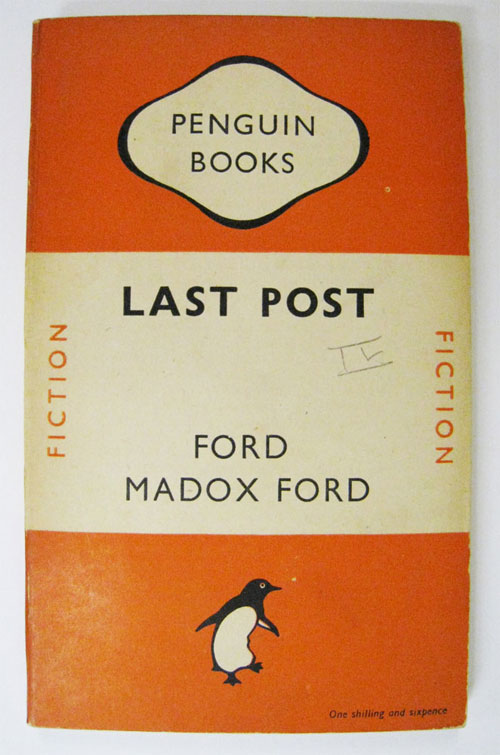 PENGUIN
BOOKS
LAST POST
FICTION
FICTION
IV
FORD
MADOX FORD
One shilling and sixpence